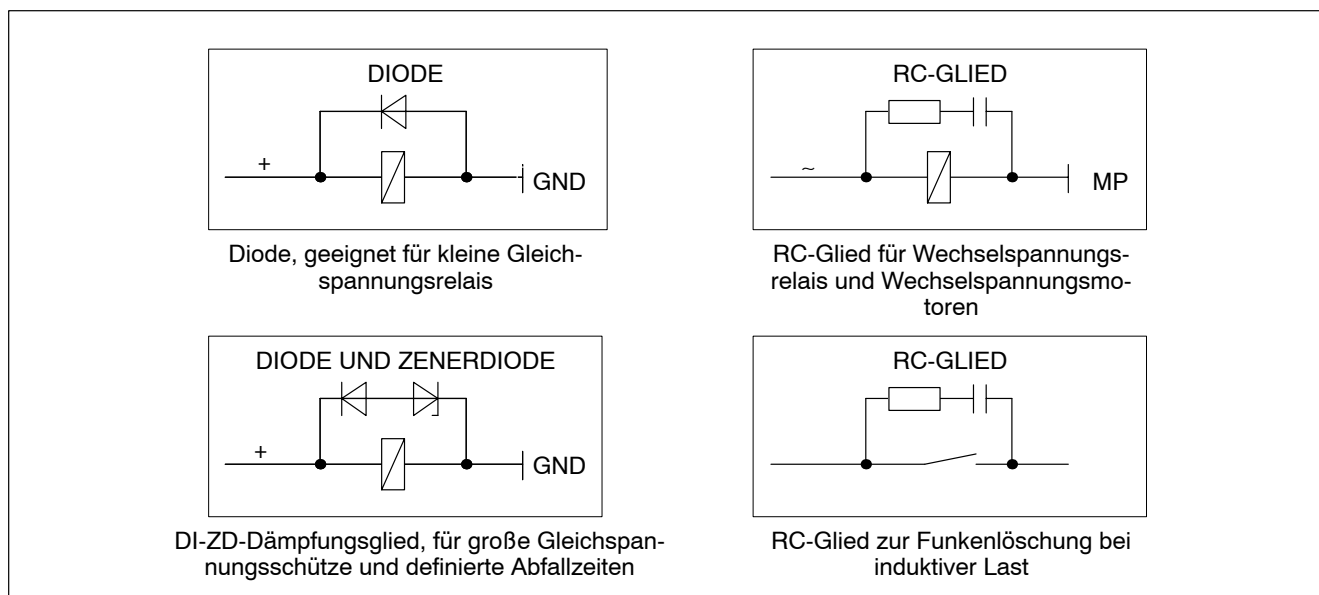 DIODE
+
GND
Diode, geeignet für kleine Gleich-
spannungsrelais
RC-GLIED
~
MP
RC-Glied für Wechselspannungs-
relais und Wechselspannungsmo-
toren
DIODE UND ZENERDIODE
+
GND
DI-ZD-Dämpfungsglied, für große Gleichspan-
nungsschütze und definierte Abfallzeiten
RC-GLIED
RC-Glied zur Funkenlöschung bei
induktiver Last